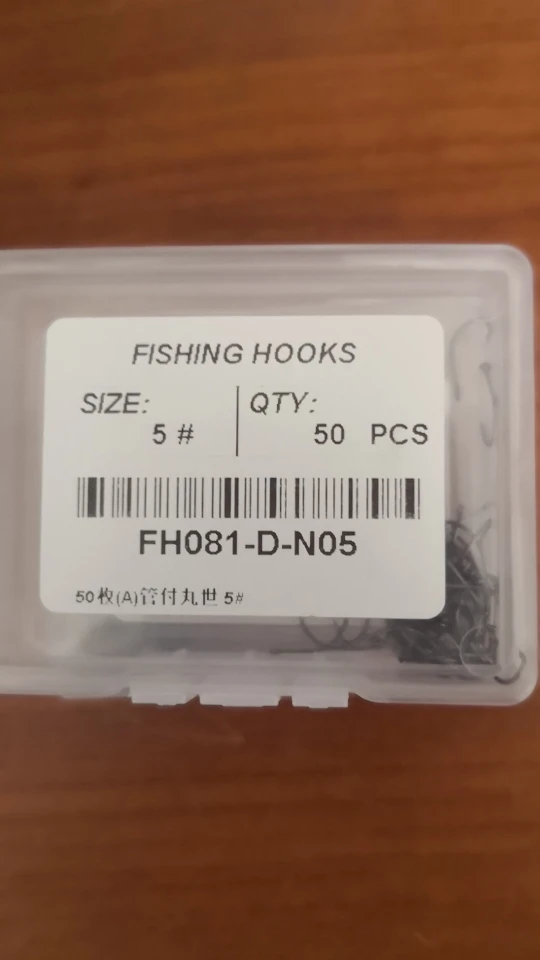 FISHING HOOKS
SIZE: QTY:
5 # 50 PCS
FH081-D-N05
50枚(A)管付丸世 5#